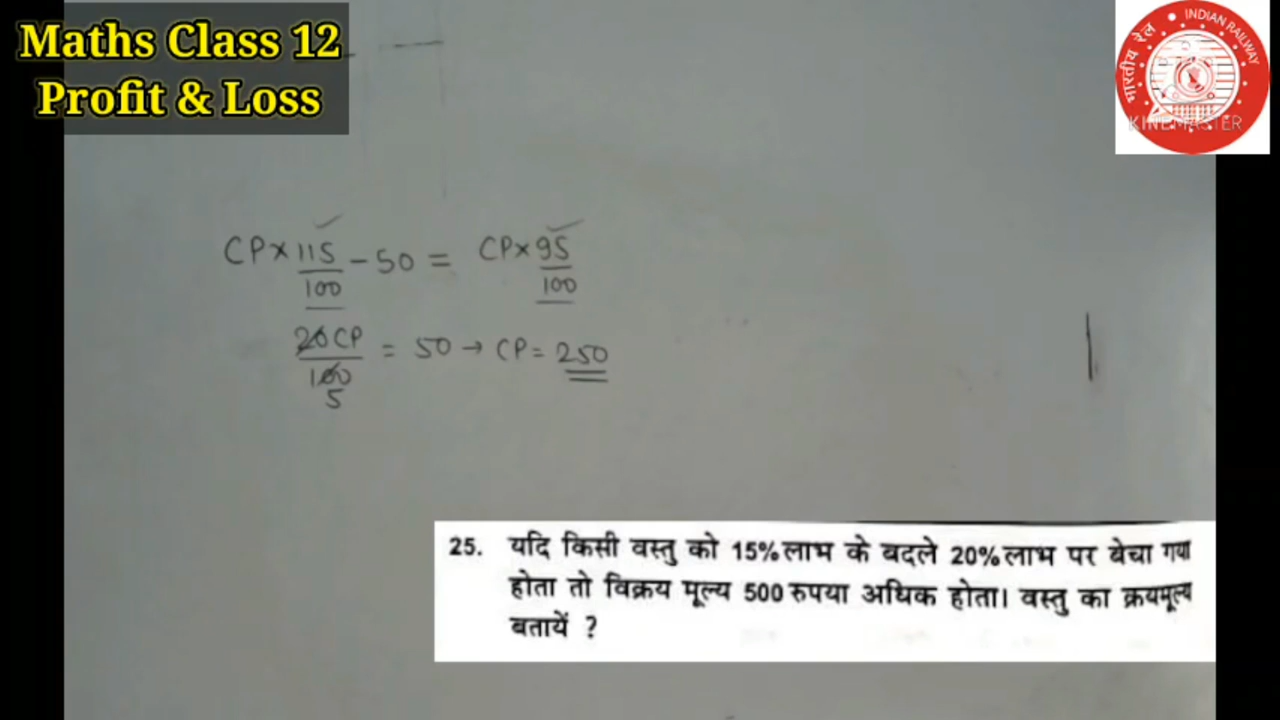 Maths Class 12
Profit & Loss
INDIAN RAILWAY
भारतीय रेल
KINEMASTER
CP×115/100 - 50 = CP×95/100
20CP/100 = 50 → CP = 250
5
25. यदि किसी वस्तु को 15% लाभ के बदले 20% लाभ पर बेचा गया
होता तो विक्रय मूल्य 500 रुपया अधिक होता। वस्तु का क्रयमूल्य
बतायें ?